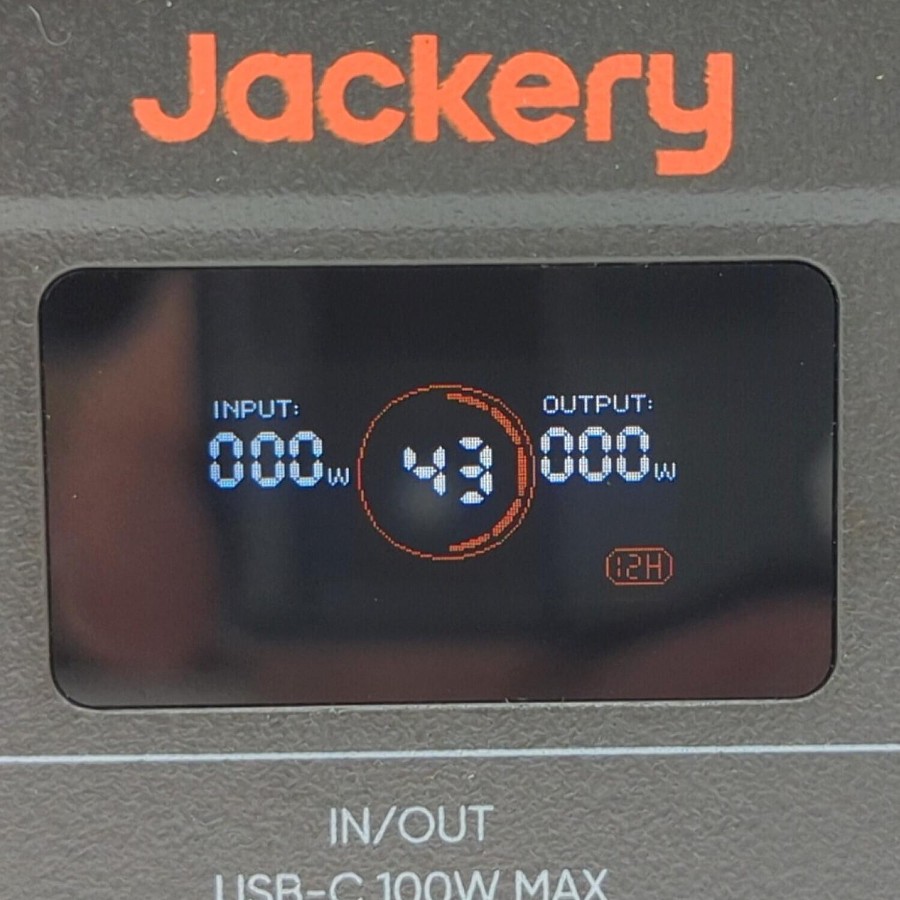 Jackery
INPUT: OUTPUT:
000W 43 000W
12H
IN/OUT
USB-C 100W MAX